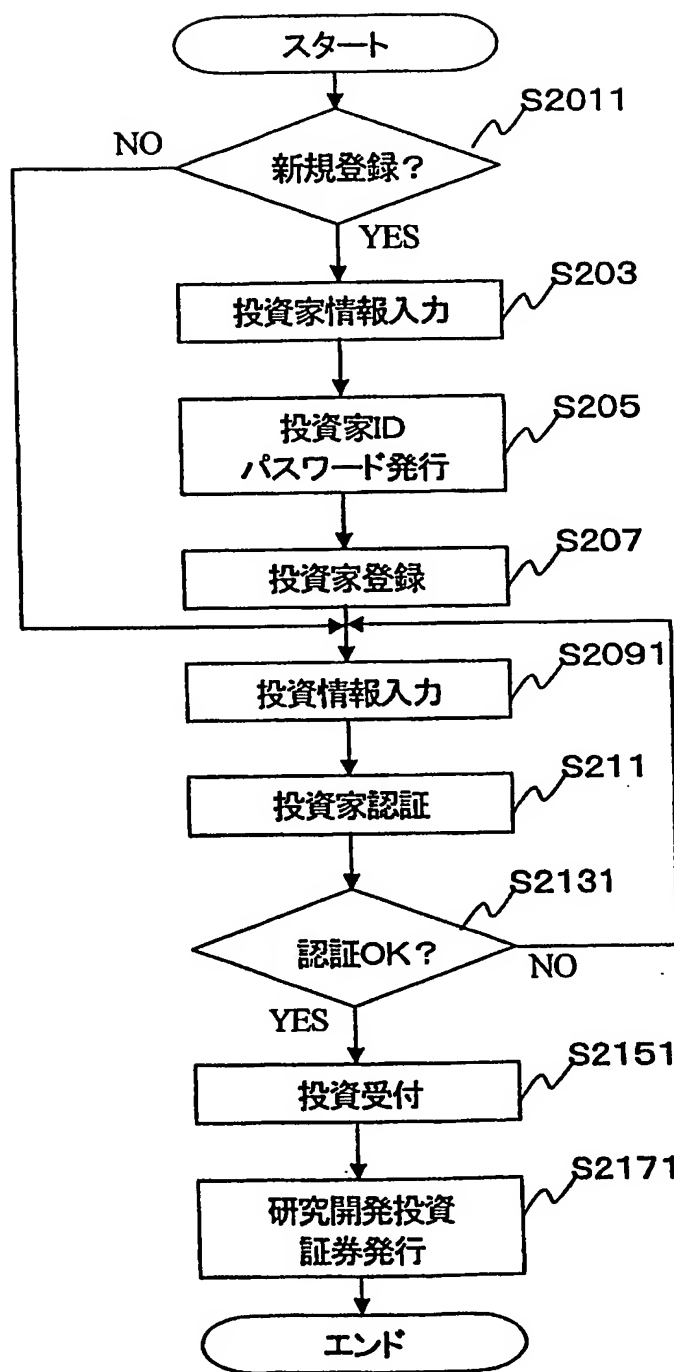 スタート
S2011
NO
新規登録?
YES
S203
投資家情報入力
S205
投資家ID
パスワード発行
S207
投資家登録
S2091
投資情報入力
S211
投資家認証
S2131
認証OK?
NO
YES
S2151
投資受付
S2171
研究開発投資
証券発行
エンド